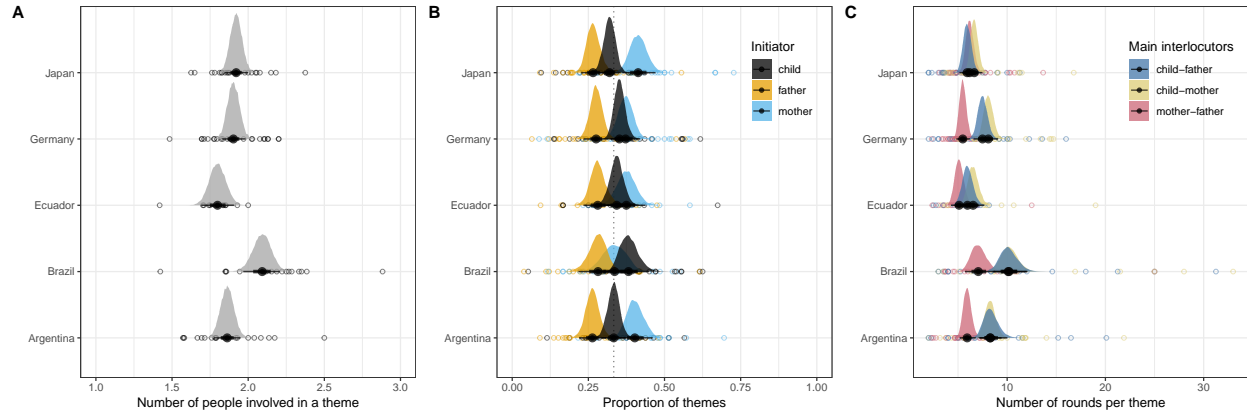 A
Japan
Germany
Ecuador
Brazil
Argentina
1.0 1.5 2.0 2.5 3.0
Number of people involved in a theme
B
Initiator
child
father
mother
Japan
Germany
Ecuador
Brazil
Argentina
0.00 0.25 0.50 0.75 1.00
Proportion of themes
C
Main interlocutors
child−father
child−mother
mother−father
Japan
Germany
Ecuador
Brazil
Argentina
10 20 30
Number of rounds per theme